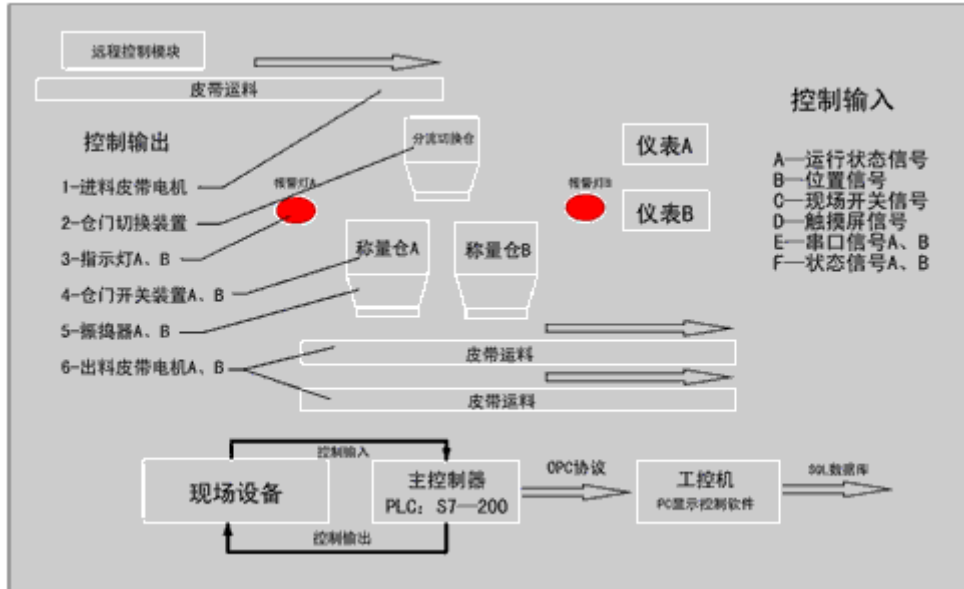 远程控制模块
皮带运料
控制输出
1-进料皮带电机
2-仓门切换装置
3-指示灯A、B
4-仓门开关装置A、B
5-振捣器A、B
6-出料皮带电机A、B
分流切换仓
报警灯A
报警灯B
仪表A
仪表B
称量仓A
称量仓B
皮带运料
皮带运料
控制输入
A—运行状态信号
B—位置信号
C—现场开关信号
D—触摸屏信号
E—串口信号A、B
F—状态信号A、B
控制输入
现场设备
控制输出
主控制器
PLC：S7—200
OPC协议
工控机
PC显示控制软件
SQL数据库